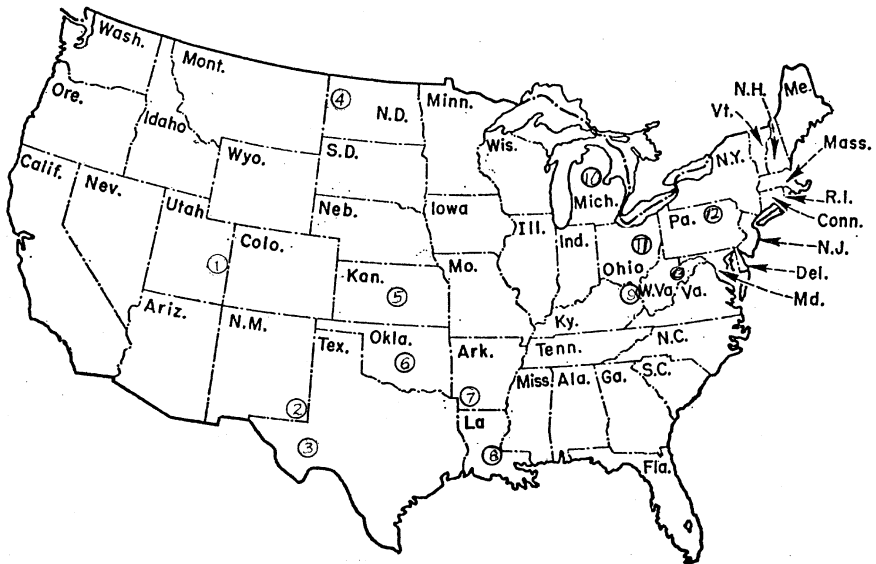 Wash.
Mont.
N.H.
Me.
Ore.
④
N.D.
Minn.
Vt.
Idaho
Wis.
Mass.
Wyo.
S.D.
N.Y.
Calif.
Nev.
⑩
Mich.
R.I.
Utah
Neb.
Iowa
Ill.
Pa. ⑫
Conn.
Colo.
Ind.
⑪
N.J.
①
Kan.
Mo.
Ohio
Del.
⑤
⑨
W.Va.
Va.
Md.
Ariz.
N.M.
Ky.
Tex.
Okla.
Ark.
Tenn.
N.C.
⑥
Miss.
Ala.
Ga.
S.C.
②
⑦
La
③
⑧
Fla.